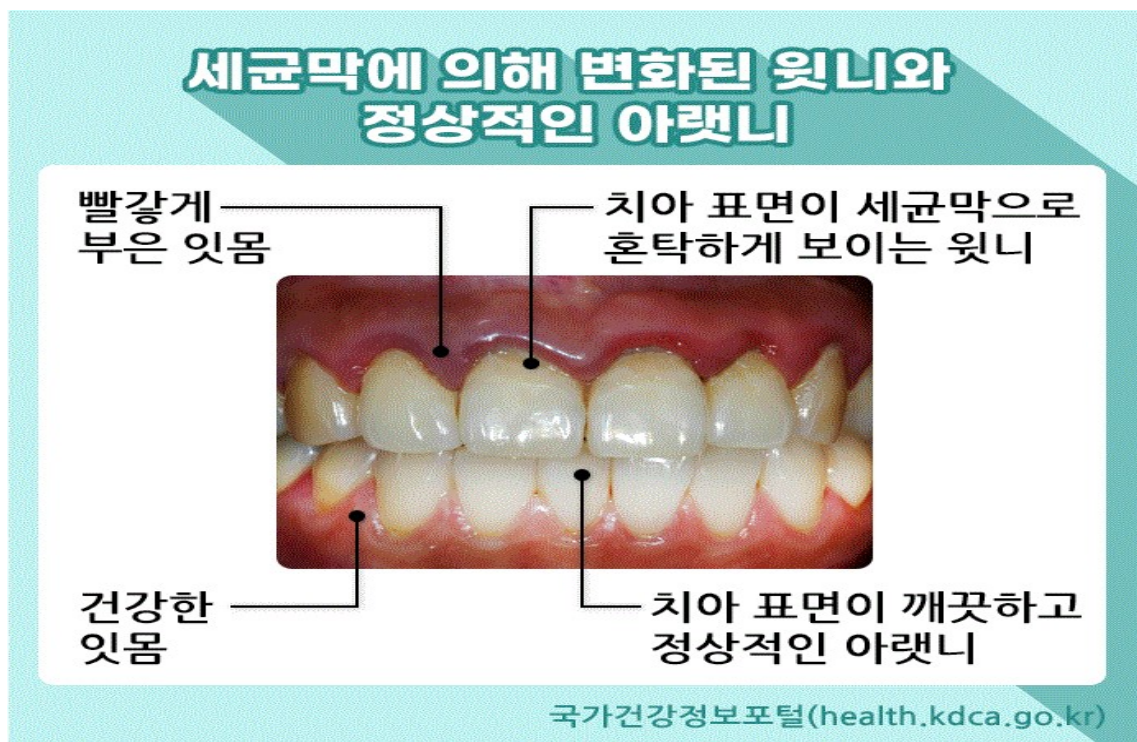 세균막에 의해 변화된 윗니와
정상적인 아랫니
빨갛게
부은 잇몸
치아 표면이 세균막으로
혼탁하게 보이는 윗니
건강한
잇몸
치아 표면이 깨끗하고
정상적인 아랫니
국가건강정보포털(health.kdca.go.kr)